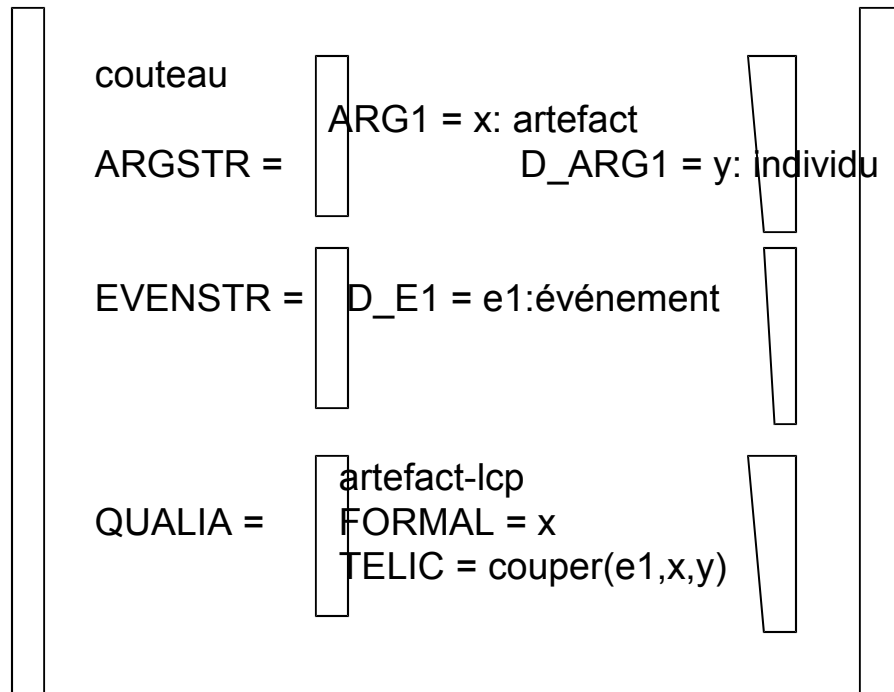 couteau
ARG1 = x: artefact
ARGSTR = D_ARG1 = y: individu
EVENSTR = D_E1 = e1:événement
artefact-lcp
QUALIA = FORMAL = x
TELIC = couper(e1,x,y)